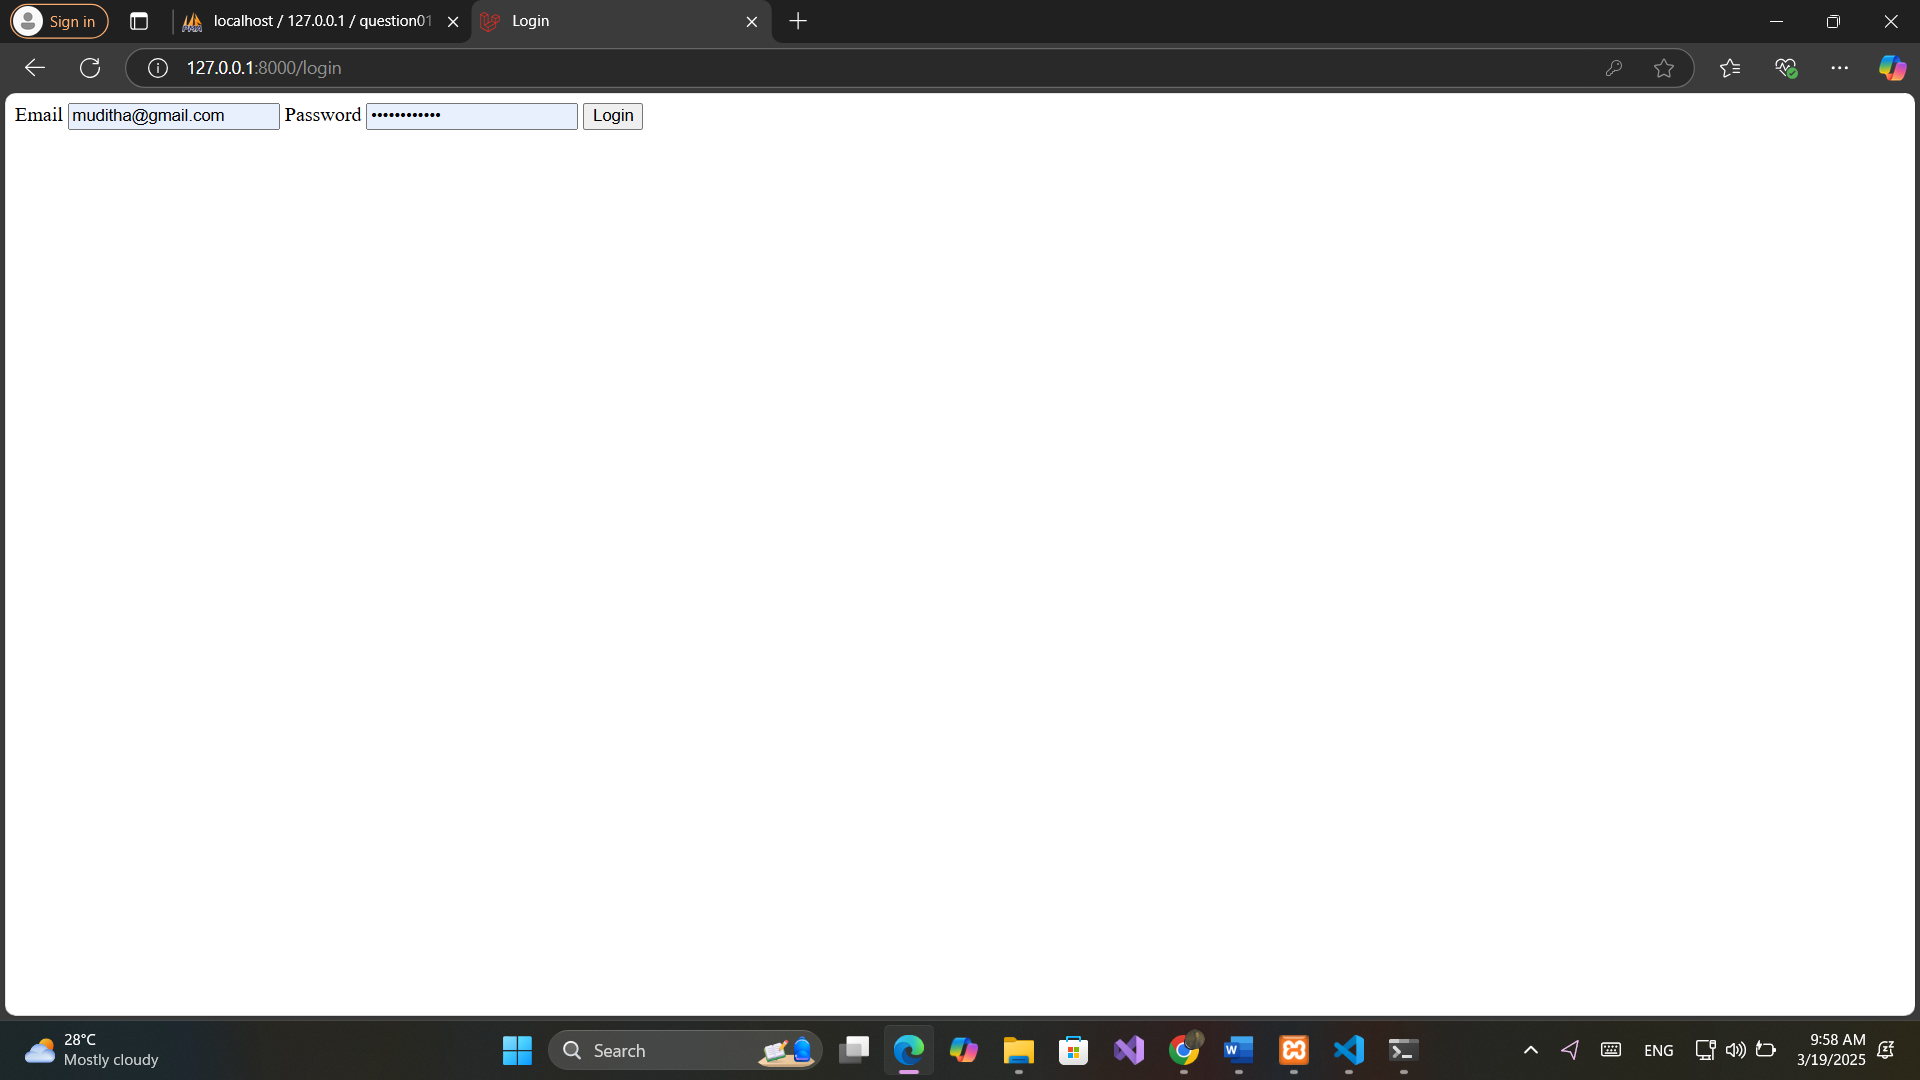 Sign in
localhost / 127.0.0.1 / question01
Login
127.0.0.1:8000/login
Email muditha@gmail.com Password •••••••••••• Login
28°C
Mostly cloudy
Search
ENG
9:58 AM
3/19/2025